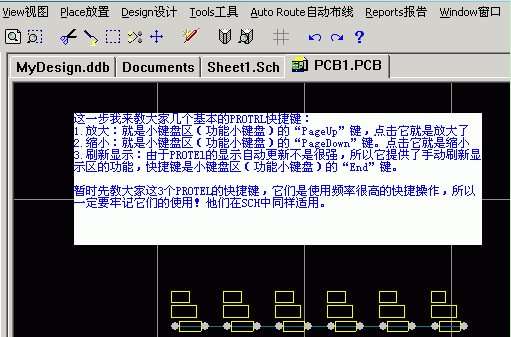 View视图 Place放置 Design设计 Tools工具 Auto Route自动布线 Reports报告 Window窗口
MyDesign.ddb Documents Sheet1.Sch PCB1.PCB
这一步我来教大家几个基本的PROTRL快捷键：
1.放大：就是小键盘区（功能小键盘）的“PageUp”键，点击它就是放大了
2.缩小：就是小键盘区（功能小键盘）的“PageDown”键。点击它就是缩小
3.刷新显示：由于PROTEl的显示自动更新不是很强，所以它提供了手动刷新显
示区的功能，快捷键是小键盘区（功能小键盘）的“End”键。
暂时先教大家这3个PROTEL的快捷键，它们是使用频率很高的快捷操作，所以
一定要牢记它们的使用！他们在SCH中同样适用。